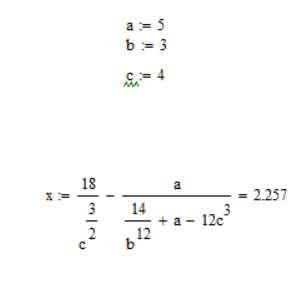 a := 5
b := 3
c := 4
x := 18 / c^(3/2) − a / (b^(14/12) + a − 12c^3) = 2.257